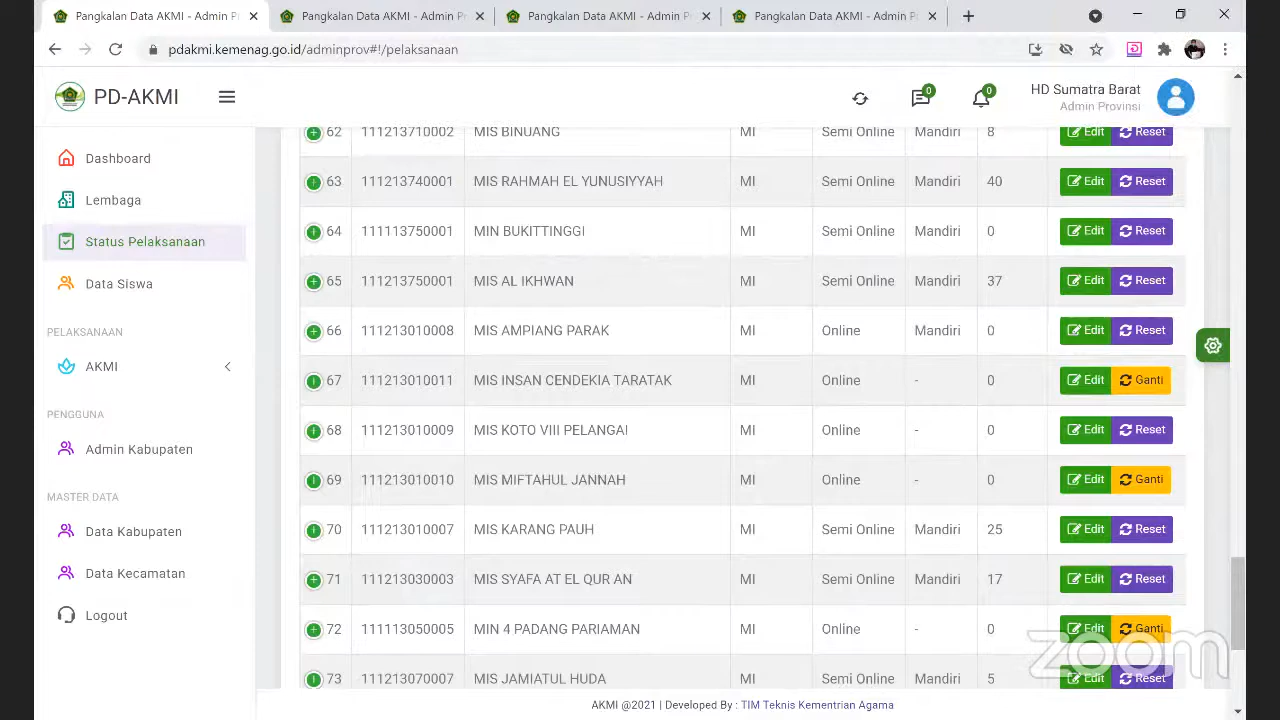 Pangkalan Data AKMI - Admin P
Pangkalan Data AKMI - Admin Pr
Pangkalan Data AKMI - Admin Pr
Pangkalan Data AKMI - Admin Pr
pdakmi.kemenag.go.id/adminprov#!/pelaksanaan
PD-AKMI
0
0
HD Sumatra Barat
Admin Provinsi
Dashboard
Lembaga
Status Pelaksanaan
Data Siswa
PELAKSANAAN
AKMI
PENGGUNA
Admin Kabupaten
MASTER DATA
Data Kabupaten
Data Kecamatan
Logout
62 111213710002 MIS BINUANG MI Semi Online Mandiri 8 Edit Reset
63 MIS RAHMAH EL YUNUSIYYAH MI Semi Online Mandiri 40 Edit Reset
64 MIN BUKITTINGGI MI Semi Online Mandiri 0 Edit Reset
65 MIS AL IKHWAN MI Semi Online Mandiri 37 Edit Reset
66 111213010008 MIS AMPIANG PARAK MI Online Mandiri 0 Edit Reset
67 111213010011 MIS INSAN CENDEKIA TARATAK MI Online - 0 Edit Ganti
68 111213010009 MIS KOTO VIII PELANGAI MI Online - 0 Edit Reset
69 111213010010 MIS MIFTAHUL JANNAH MI Online - 0 Edit Ganti
70 111213010007 MIS KARANG PAUH MI Semi Online Mandiri 25 Edit Reset
71 MIS SYAFA'AT EL QUR'AN MI Semi Online Mandiri 17 Edit Reset
72 111113050005 MIN 4 PADANG PARIAMAN MI Online - 0 Edit Ganti
73 MIS JAMIATUL HUDA MI Semi Online Mandiri 5 Edit Reset
zoom
AKMI @2021 | Developed By : TIM Teknis Kementrian Agama